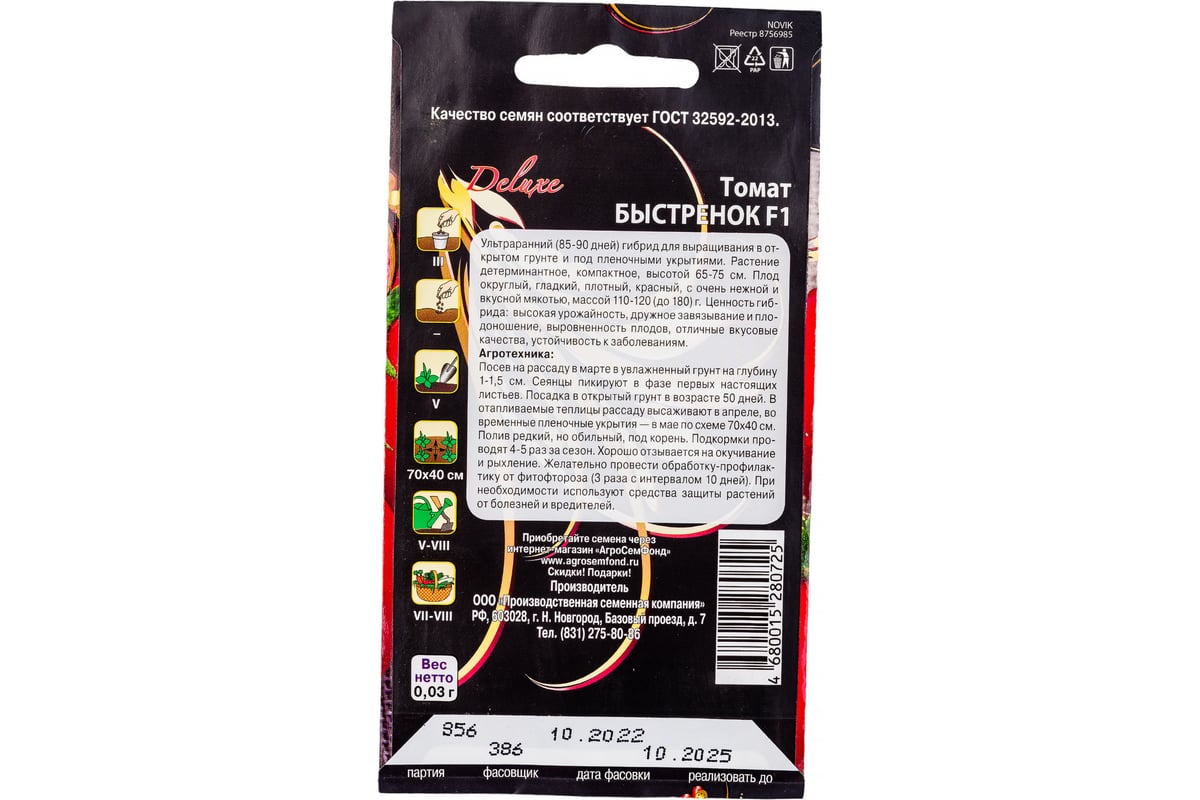 NOVIK
Реестр 8756985
22
PAP
Качество семян соответствует ГОСТ 32592-2013.
Deluxe
Томат
БЫСТРЕНОК F1
III
–
V
70х40 см
V-VIII
VII-VIII
Ультраранний (85-90 дней) гибрид для выращивания в от-
крытом грунте и под пленочными укрытиями. Растение
детерминантное, компактное, высотой 65-75 см. Плод
округлый, гладкий, плотный, красный, с очень нежной и
вкусной мякотью, массой 110-120 (до 180) г. Ценность гиб-
рида: высокая урожайность, дружное завязывание и пло-
доношение, выровненность плодов, отличные вкусовые
качества, устойчивость к заболеваниям.
Агротехника:
Посев на рассаду в марте в увлажненный грунт на глубину
1-1,5 см. Сеянцы пикируют в фазе первых настоящих
листьев. Посадка в открытый грунт в возрасте 50 дней. В
отапливаемые теплицы рассаду высаживают в апреле, во
временные пленочные укрытия — в мае по схеме 70х40 см.
Полив редкий, но обильный, под корень. Подкормки про-
водят 4-5 раз за сезон. Хорошо отзывается на окучивание
и рыхление. Желательно провести обработку-профилак-
тику от фитофтороза (3 раза с интервалом 10 дней). При
необходимости используют средства защиты растений
от болезней и вредителей.
Приобретайте семена через
интернет-магазин «АгроСемФонд»
www.agrosemfond.ru
Скидки! Подарки!
Производитель
ООО "Производственная семенная компания»
РФ, 603028, г. Н. Новгород, Базовый проезд, д. 7
Тел. (831) 275-80-86
4 680015 280725
Вес
нетто
0,03 г
856
10.2022
386
10.2025
партия
фасовщик
дата фасовки
реализовать до